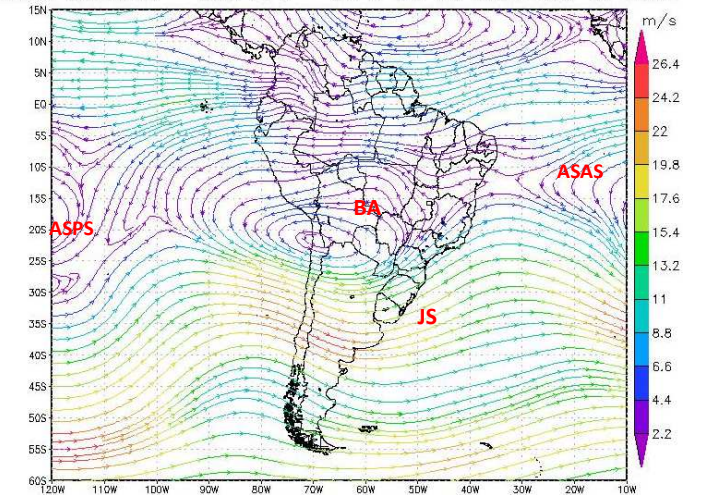 15N
m/s
10N
26.4
5N
24.2
EQ
22
5S
19.8
10S
ASAS
17.6
15S
BA
15.4
20S
ASPS
13.2
25S
11
30S
8.8
35S
JS
6.6
40S
4.4
45S
2.2
50S
55S
60S
120W 110W 100W 90W 80W 70W 60W 50W 40W 30W 20W 10W